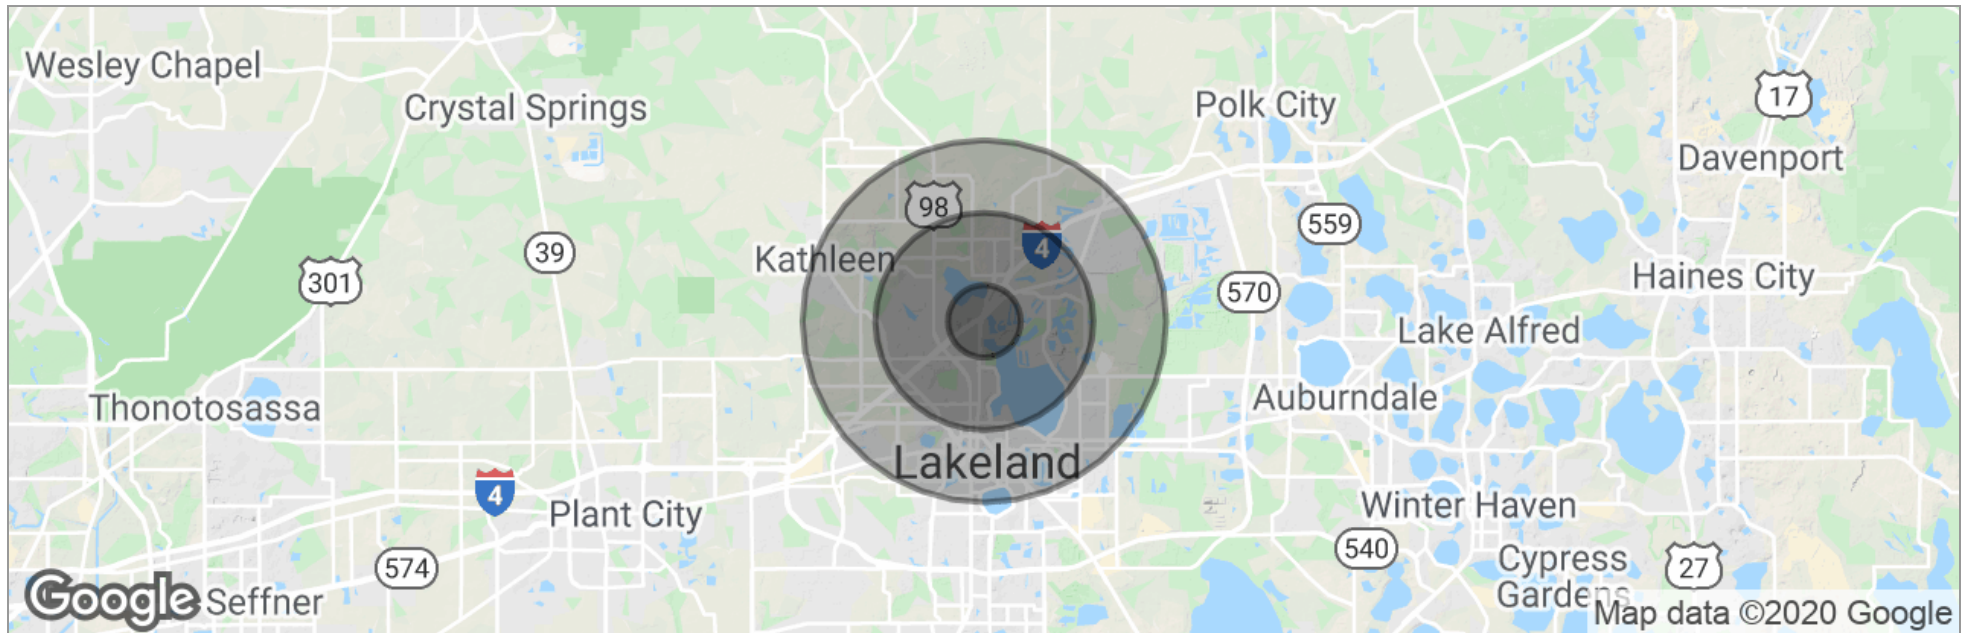 Wesley Chapel
Crystal Springs
Polk City
17
Davenport
98
559
4
39
Kathleen
301
570
Haines City
Lake Alfred
Auburndale
Thonotosassa
Lakeland
4
Plant City
Winter Haven
540
574
Cypress
Gardens
27
Google
Seffner
Map data ©2020 Google